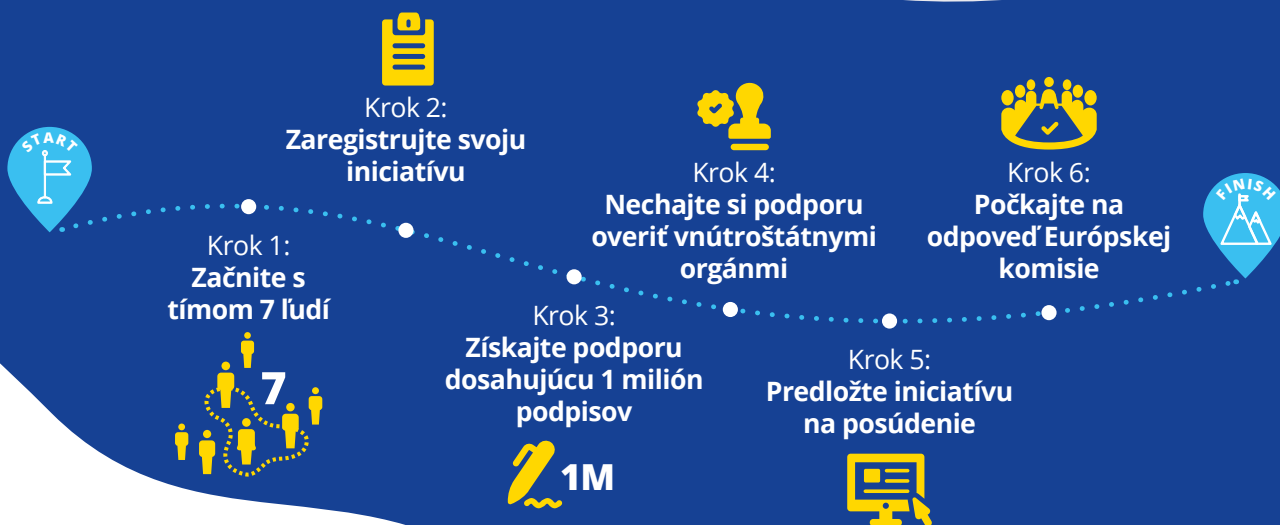 START
Krok 1:
Začnite s
tímom 7 ľudí
7
Krok 2:
Zaregistrujte svoju
iniciatívu
Krok 3:
Získajte podporu
dosahujúcu 1 milión
podpisov
1M
Krok 4:
Nechajte si podporu
overiť vnútroštátnymi
orgánmi
Krok 5:
Predložte iniciatívu
na posúdenie
Krok 6:
Počkajte na
odpoveď Európskej
komisie
FINISH